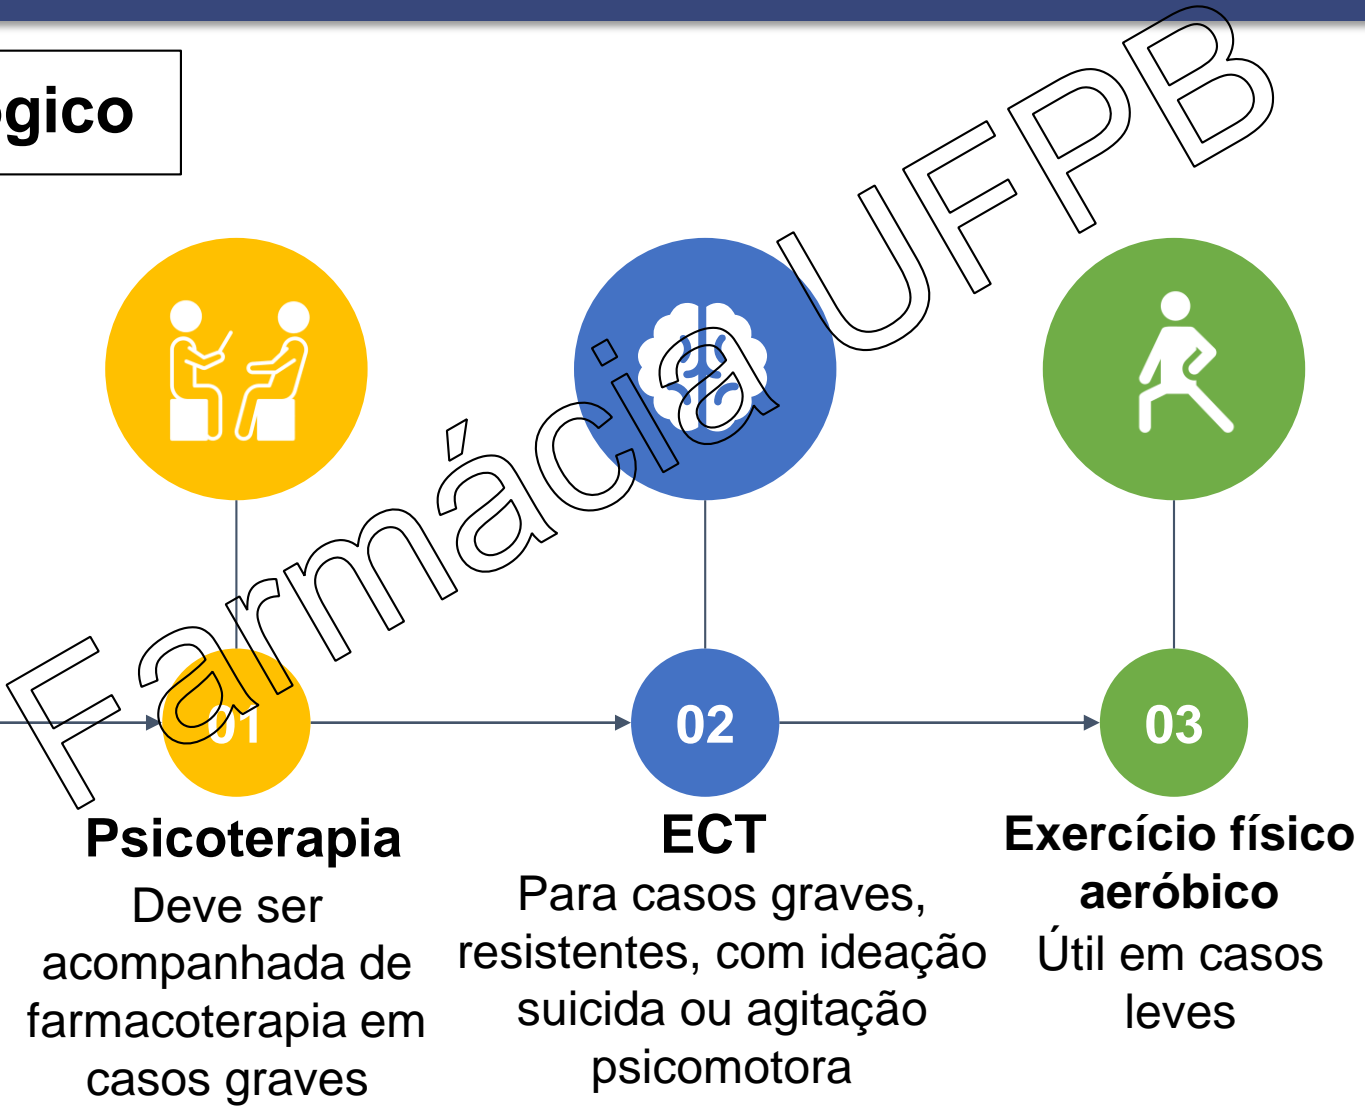 ógico
Farmácia UFPB
01
02
03
Psicoterapia
Deve ser
acompanhada de
farmacoterapia em
casos graves
ECT
Para casos graves,
resistentes, com ideação
suicida ou agitação
psicomotora
Exercício físico
aeróbico
Útil em casos
leves